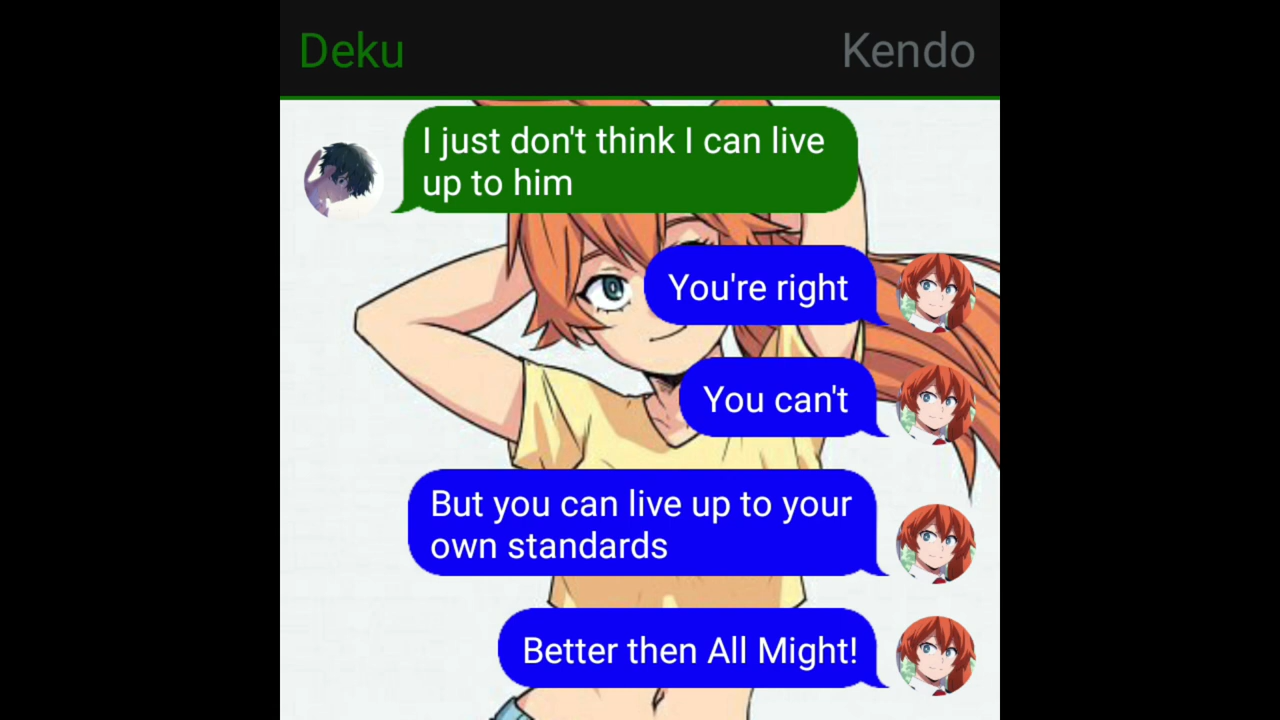 Deku
Kendo
I just don't think I can live
up to him
You're right
You can't
But you can live up to your
own standards
Better then All Might!